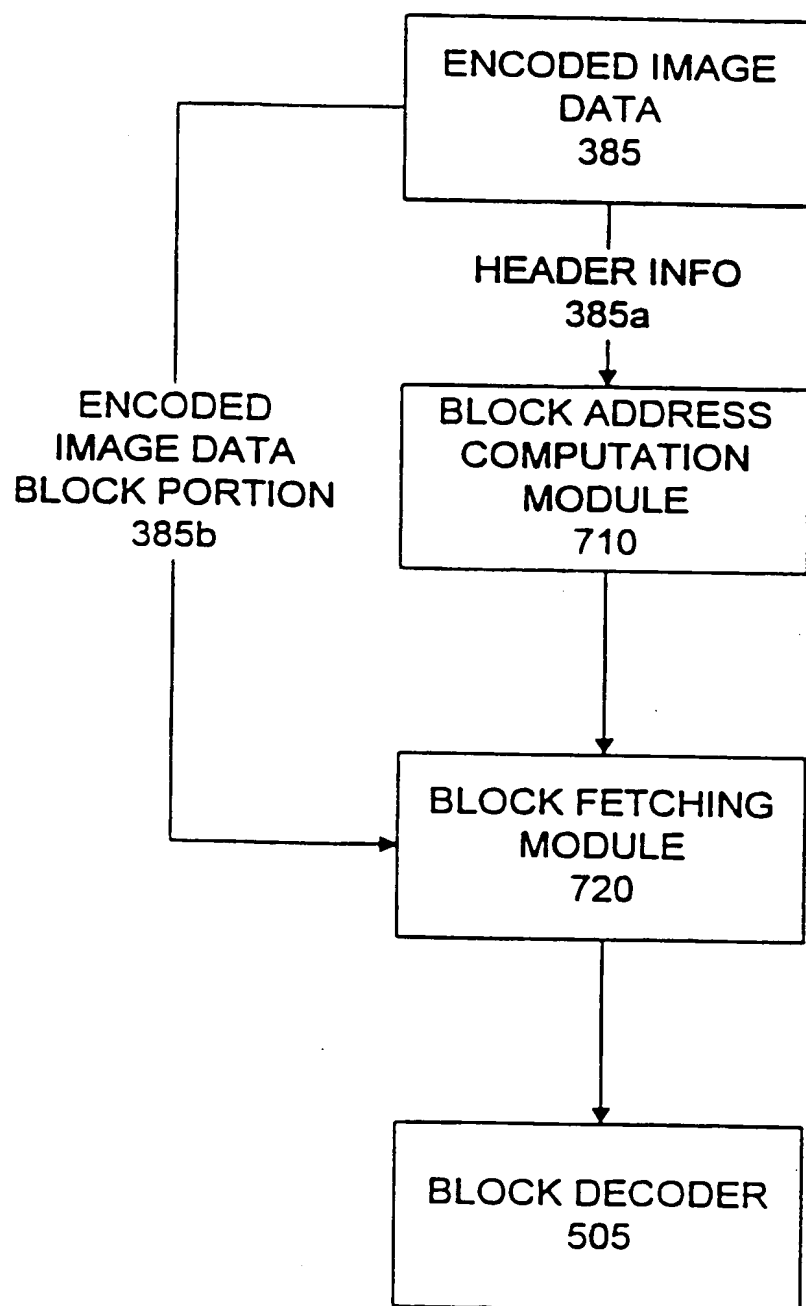 ENCODED IMAGE
DATA
385
HEADER INFO
385a
ENCODED
IMAGE DATA
BLOCK PORTION
385b
BLOCK ADDRESS
COMPUTATION
MODULE
710
BLOCK FETCHING
MODULE
720
BLOCK DECODER
505